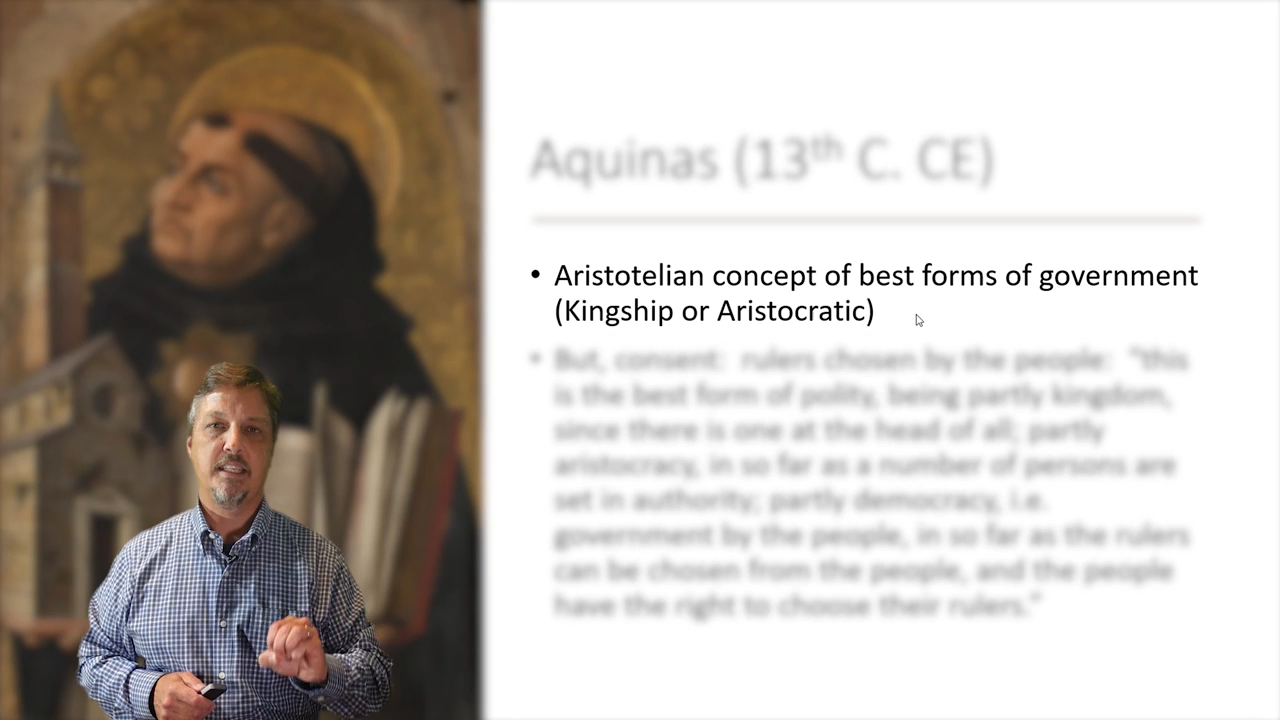 Aquinas (13th C. CE)
• Aristotelian concept of best forms of government
(Kingship or Aristocratic)
• But, consent: rulers chosen by the people: "this
is the best form of polity, being partly kingdom,
since there is one at the head of all; partly
aristocracy, in so far as a number of persons are
set in authority; partly democracy, i.e.
government by the people, in so far as the rulers
can be chosen from the people, and the people
have the right to choose their rulers."